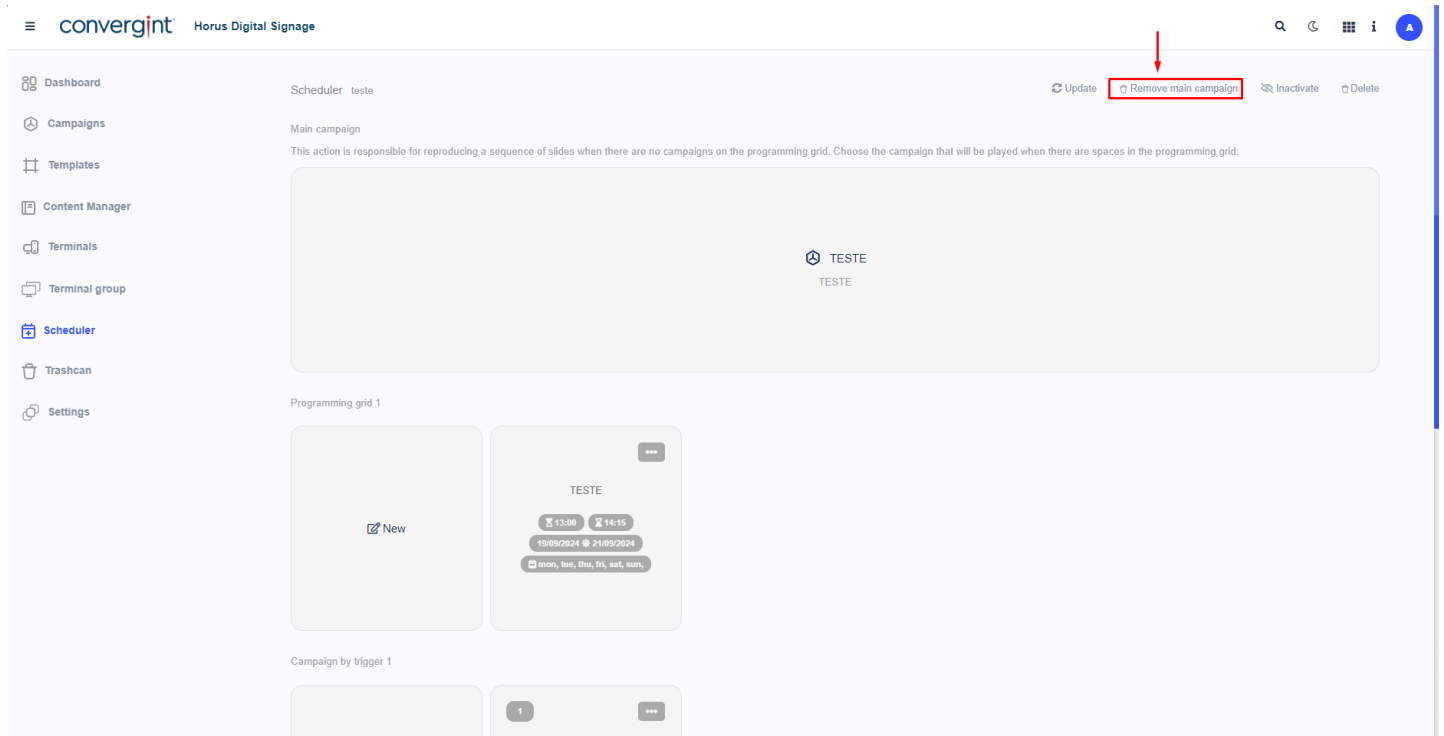 convergint Horus Digital Signage
A
Dashboard
Campaigns
Templates
Content Manager
Terminals
Terminal group
Scheduler
Trashcan
Settings
Scheduler teste
Update Remove main campaign Inactivate Delete
Main campaign
This action is responsible for reproducing a sequence of slides when there are no campaigns on the programming grid. Choose the campaign that will be played when there are spaces in the programming grid:
TESTE
TESTE
Programming grid 1
New
TESTE
13:00 14:15
19/09/2024 21/09/2024
mon, tue, thu, fri, sat, sun,
Campaign by trigger 1
1